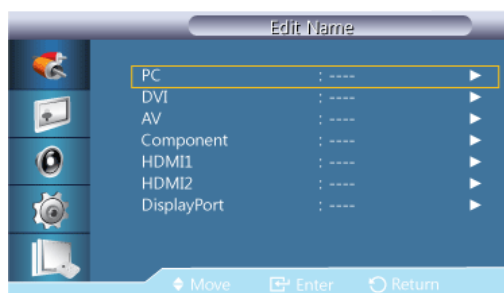 Edit Name
PC : ---- ►
DVI : ---- ►
AV : ---- ►
Component : ---- ►
HDMI1 : ---- ►
HDMI2 : ---- ►
DisplayPort : ---- ►
Move Enter Return